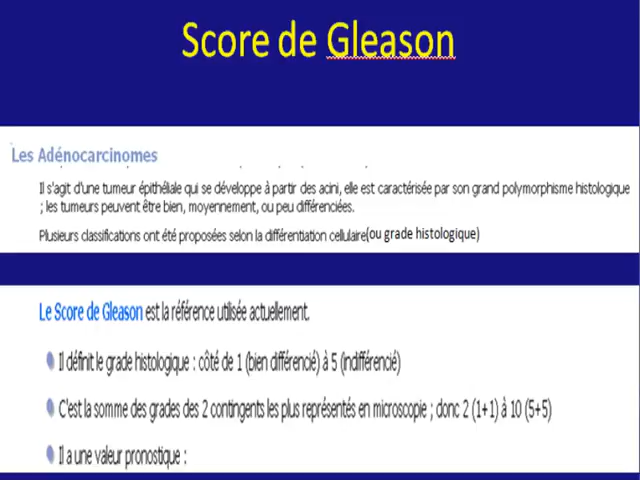 Score de Gleason
Les Adénocarcinomes
Il s'agit d'une tumeur épithéliale qui se développe à partir des acini, elle est caractérisée par son grand polymorphisme histologique
; les tumeurs peuvent être bien, moyennement, ou peu différenciées.
Plusieurs classifications ont été proposées selon la différentiation cellulaire(ou grade histologique)
Le Score de Gleason est la référence utilisée actuellement.
Il définit le grade histologique : côté de 1 (bien différencié) à 5 (indifférencié)
C'est la somme des grades des 2 contingents les plus représentés en microscopie ; donc 2 (1+1) à 10 (5+5)
Il a une valeur pronostique :